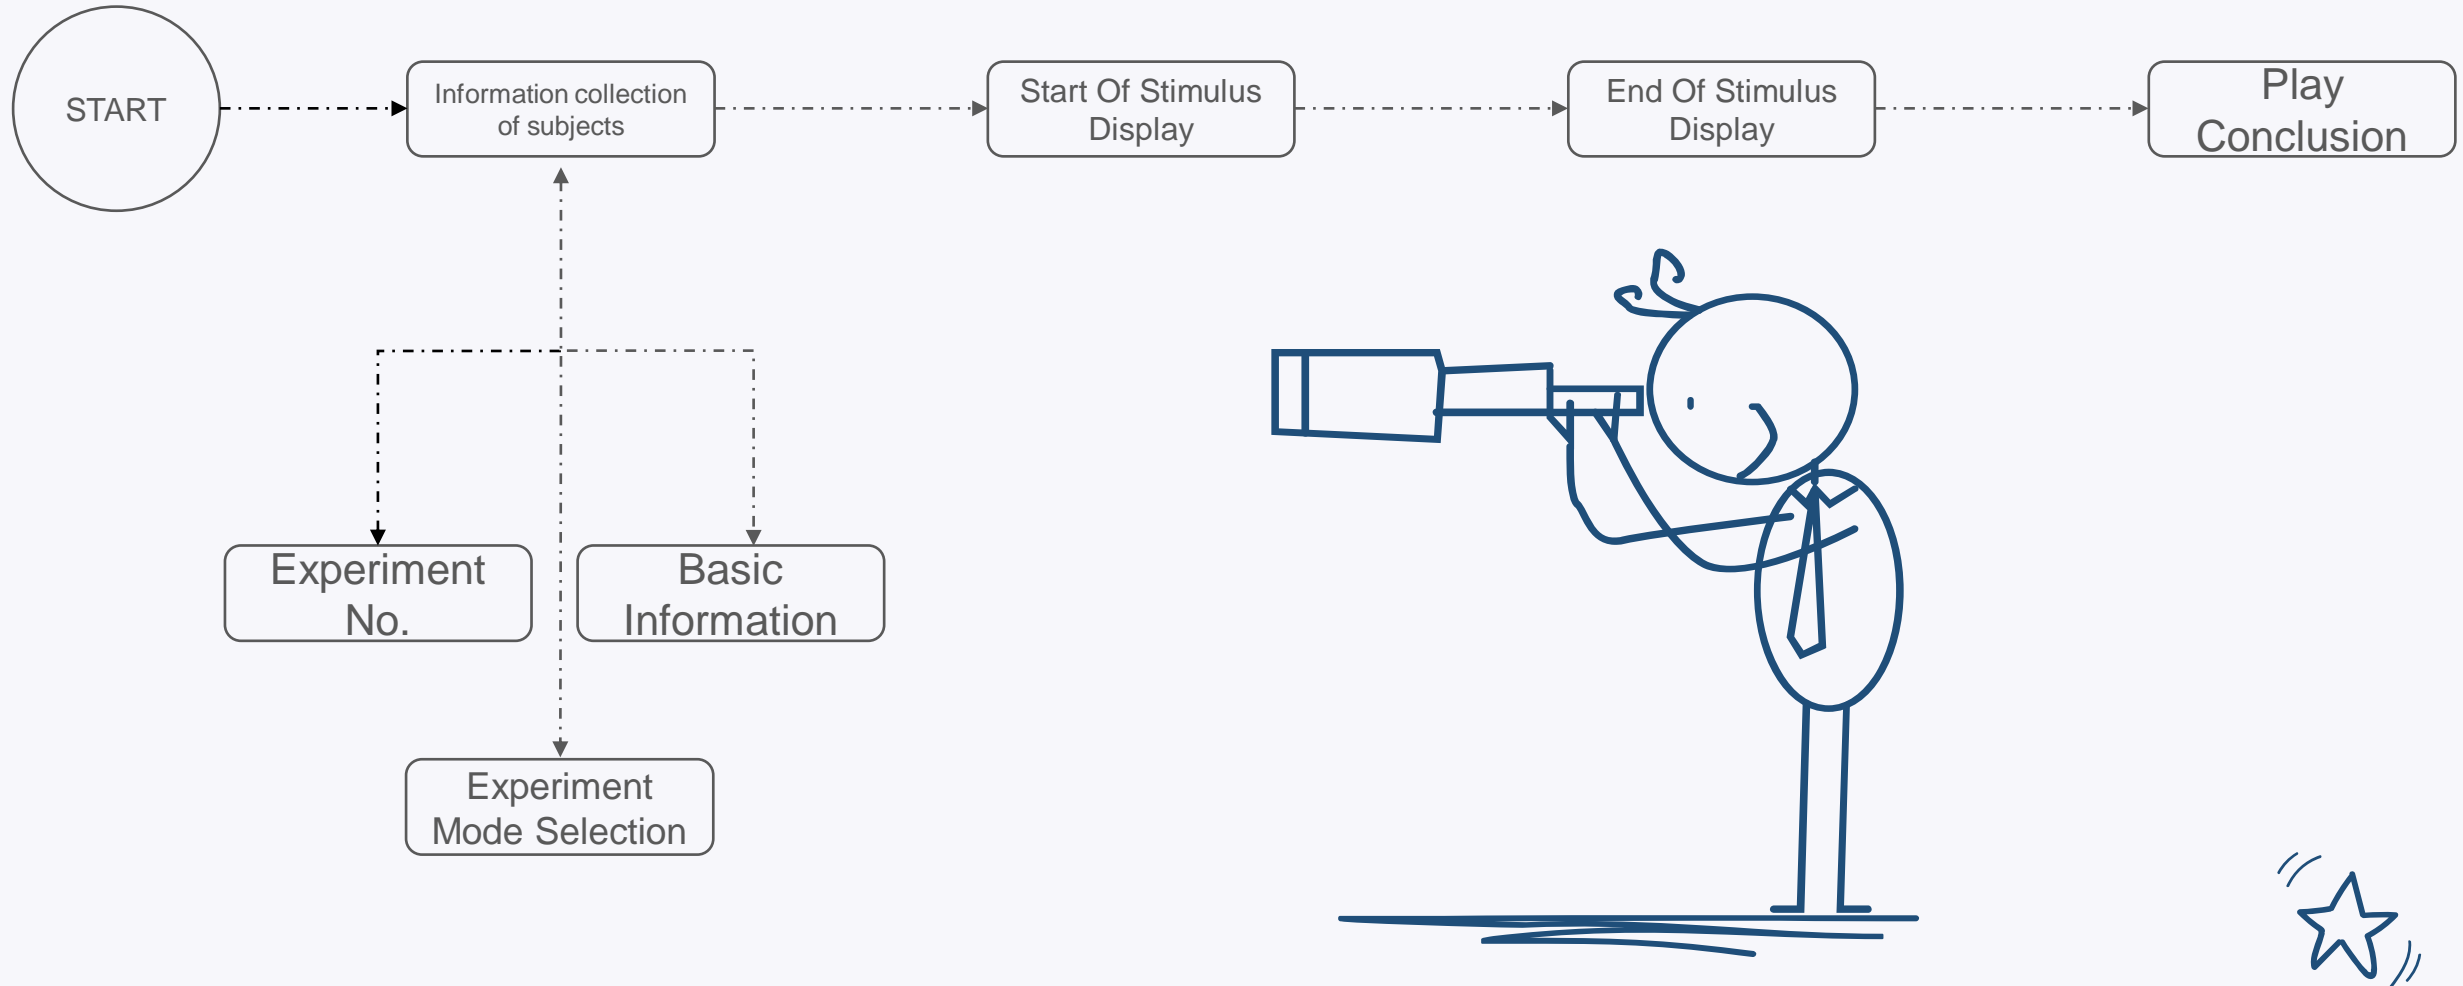 START
Information collection
of subjects
Start Of Stimulus
Display
End Of Stimulus
Display
Play
Conclusion
Experiment
No.
Basic
Information
Experiment
Mode Selection